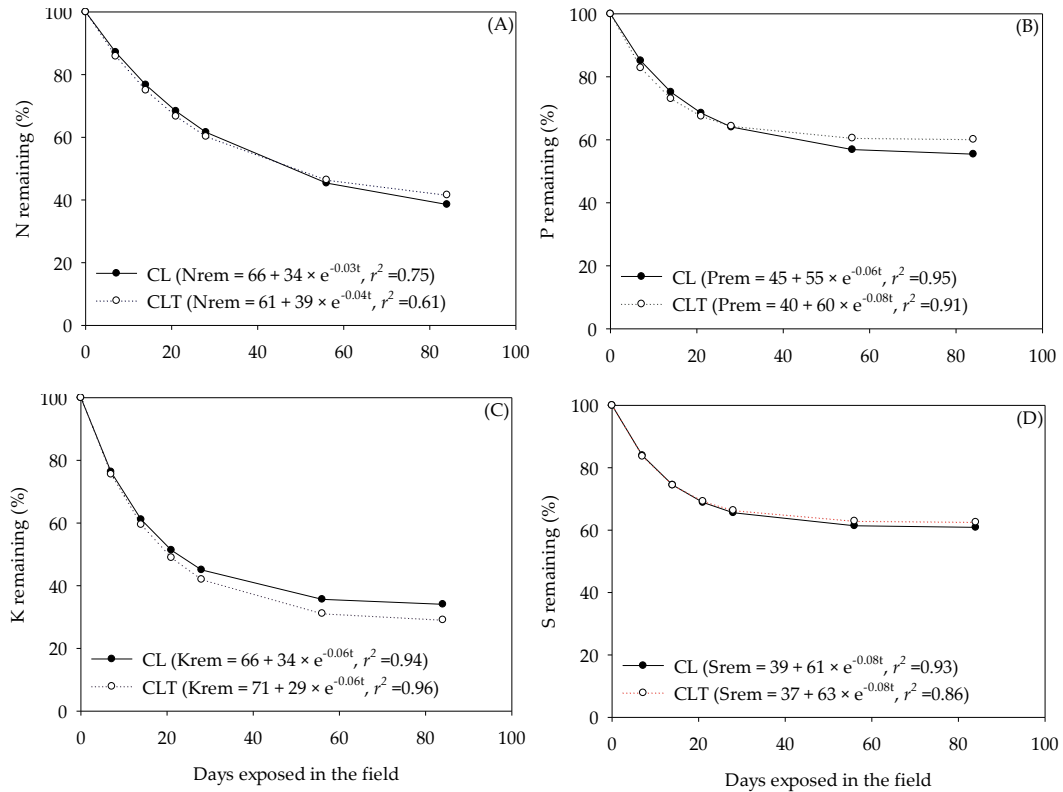 (A)
N remaining (%)
100
80
60
40
20
0
CL (Nrem = 66 + 34 × e^-0.03t, r^2 =0.75)
CLT (Nrem = 61 + 39 × e^-0.04t, r^2 =0.61)
0 20 40 60 80 100
(B)
P remaining (%)
100
80
60
40
20
0
CL (Prem = 45 + 55 × e^-0.06t, r^2 =0.95)
CLT (Prem = 40 + 60 × e^-0.08t, r^2 =0.91)
0 20 40 60 80 100
(C)
K remaining (%)
100
80
60
40
20
0
CL (Krem = 66 + 34 × e^-0.06t, r^2 =0.94)
CLT (Krem = 71 + 29 × e^-0.06t, r^2 =0.96)
0 20 40 60 80 100
Days exposed in the field
(D)
S remaining (%)
100
80
60
40
20
0
CL (Srem = 39 + 61 × e^-0.08t, r^2 =0.93)
CLT (Srem = 37 + 63 × e^-0.08t, r^2 =0.86)
0 20 40 60 80 100
Days exposed in the field